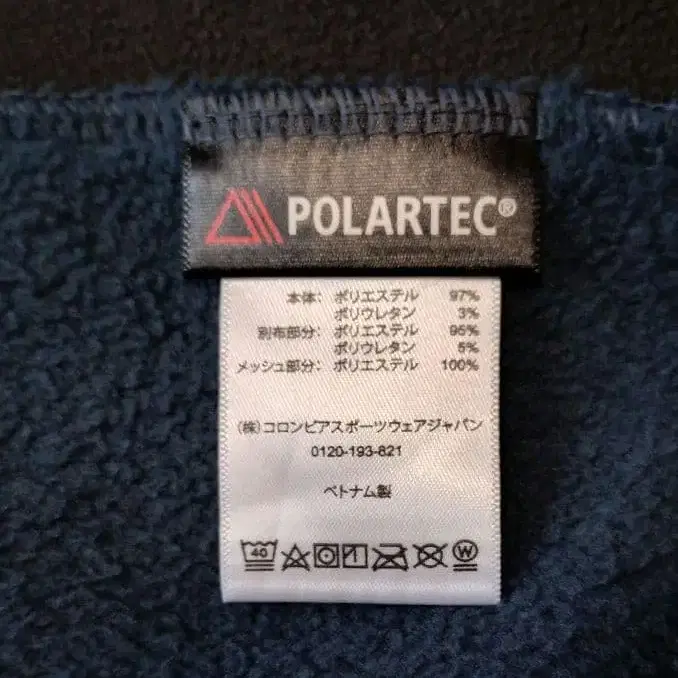 POLARTEC®
本体: ポリエステル 97%
ポリウレタン 3%
別布部分: ポリエステル 95%
ポリウレタン 5%
メッシュ部分: ポリエステル 100%
(株)コロンビアスポーツウェアジャパン
0120-193-821
ベトナム製
40 W